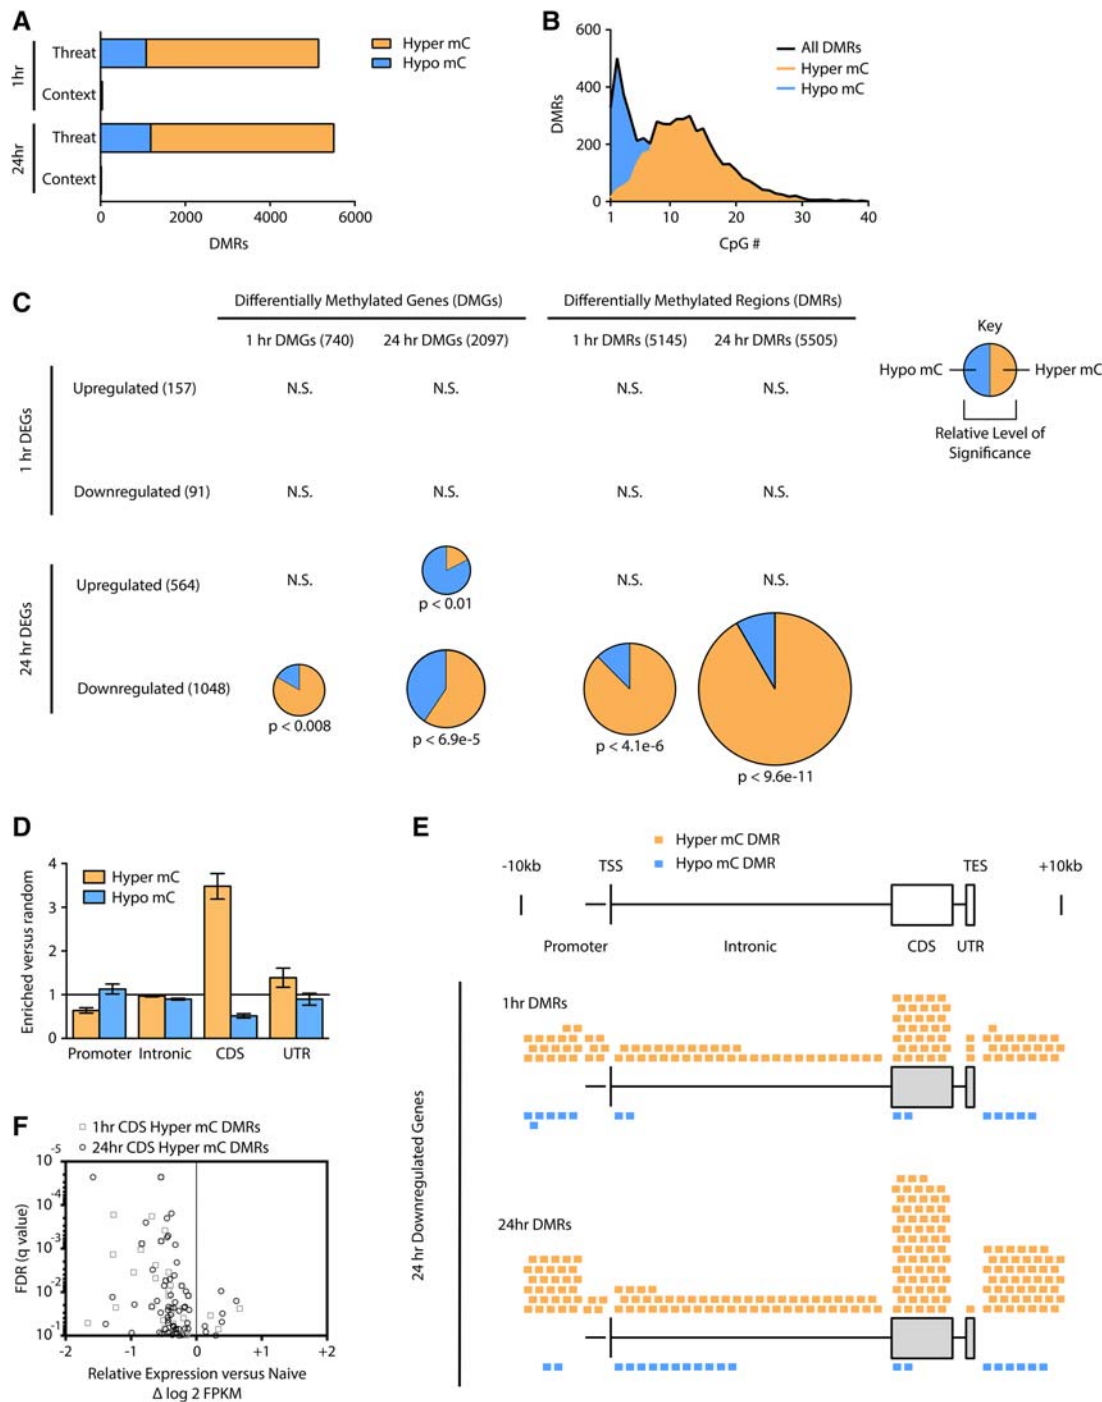 A
1hr
Threat
Context
24hr
Threat
Context
Hyper mC
Hypo mC
0 2000 4000 6000
DMRs
B
600
400
200
0
DMRs
All DMRs
Hyper mC
Hypo mC
1 10 20 30 40
CpG #
C
Differentially Methylated Genes (DMGs)
Differentially Methylated Regions (DMRs)
1 hr DMGs (740) 24 hr DMGs (2097) 1 hr DMRs (5145) 24 hr DMRs (5505)
Key
Hypo mC
Hyper mC
Relative Level of
Significance
1 hr DEGs
Upregulated (157) N.S. N.S. N.S. N.S.
Downregulated (91) N.S. N.S. N.S. N.S.
24 hr DEGs
Upregulated (564) N.S. N.S. N.S.
p < 0.01
Downregulated (1048)
p < 0.008
p < 6.9e-5
p < 4.1e-6
p < 9.6e-11
D
Enriched versus random
4
3
2
1
0
Hyper mC
Hypo mC
Promoter Intronic CDS UTR
E
Hyper mC DMR
Hypo mC DMR
-10kb TSS TES +10kb
Promoter Intronic CDS UTR
24 hr Downregulated Genes
1hr DMRs
24hr DMRs
F
1hr CDS Hyper mC DMRs
24hr CDS Hyper mC DMRs
FDR (q value)
10-5
10-4
10-3
10-2
10-1
-2 -1 0 +1 +2
Relative Expression versus Naive
Δ log 2 FPKM